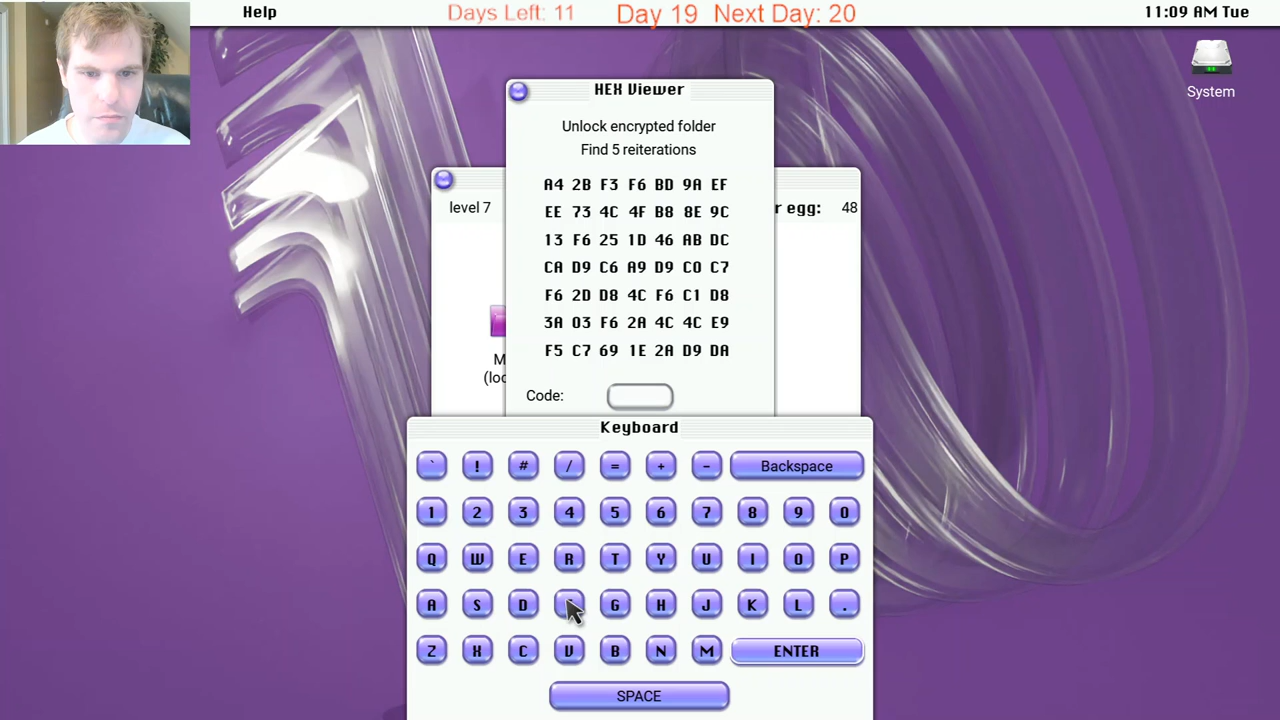 Help Days Left: 11 Day 19 Next Day: 20 11:09 AM Tue
System
HEX Viewer
Unlock encrypted folder
Find 5 reiterations
A4 2B F3 F6 BD 9A EF
level 7 EE 73 4C 4F B8 8E 9C r egg: 48
13 F6 25 1D 46 AB DC
CA D9 C6 A9 D9 C0 C7
F6 2D D8 4C F6 C1 D8
3A 03 F6 2A 4C 4C E9
F5 C7 69 1E 2A D9 DA
M
(loc
Code:
Keyboard
` ! # / = + - Backspace
1 2 3 4 5 6 7 8 9 0
Q W E R T Y U I O P
A S D G H J K L .
Z X C V B N M ENTER
SPACE